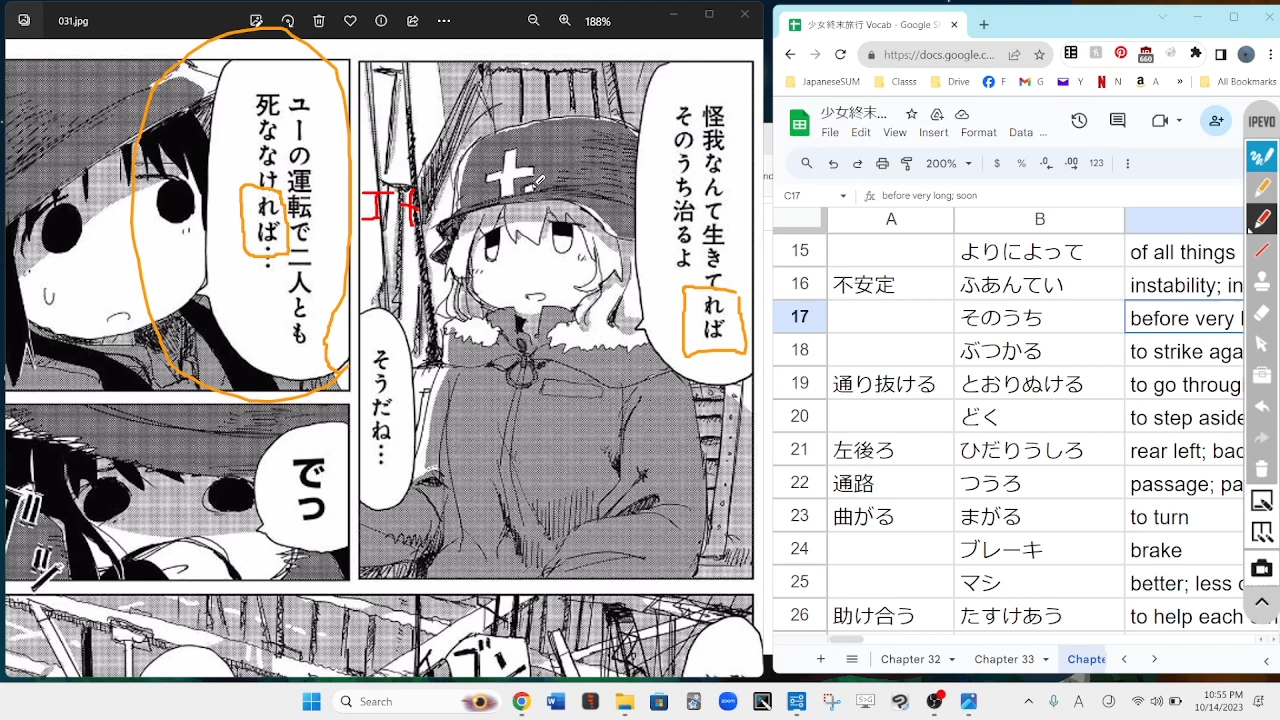 031.jpg
188%
怪我なんて生きてれば
そのうち治るよ
そうだね…
ユーの運転で二人とも
死ななければ…
でっ
ブン
エイ
少女終末旅行 Vocab - Google S
https://docs.google.c...
JapaneseSUM
Classs
Drive
F
G
Y
N
A
»
All Bookmarks
少女終末...
File Edit View Insert Format Data ...
IPEVO
200%
$ % .0 .00 123
C17
fx before very long; soon
A B
15 よりによって of all things
16 不安定 ふあんてい instability; in
17 そのうち before very l
18 ぶつかる to strike aga
19 通り抜ける とおりぬける to go throug
20 どく to step aside
21 左後ろ ひだりうしろ rear left; bac
22 通路 つうろ passage; pa
23 曲がる まがる to turn
24 ブレーキ brake
25 マシ better; less
26 助け合う たすけあう to help each
Chapter 32 Chapter 33 Chapte
Search
zoom
10:55 PM
10/14/2023